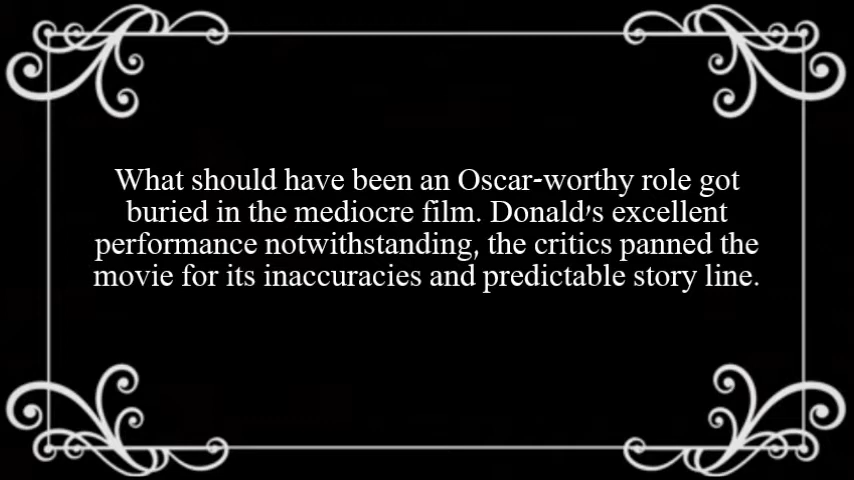 What should have been an Oscar-worthy role got
buried in the mediocre film. Donald's excellent
performance notwithstanding, the critics panned the
movie for its inaccuracies and predictable story line.